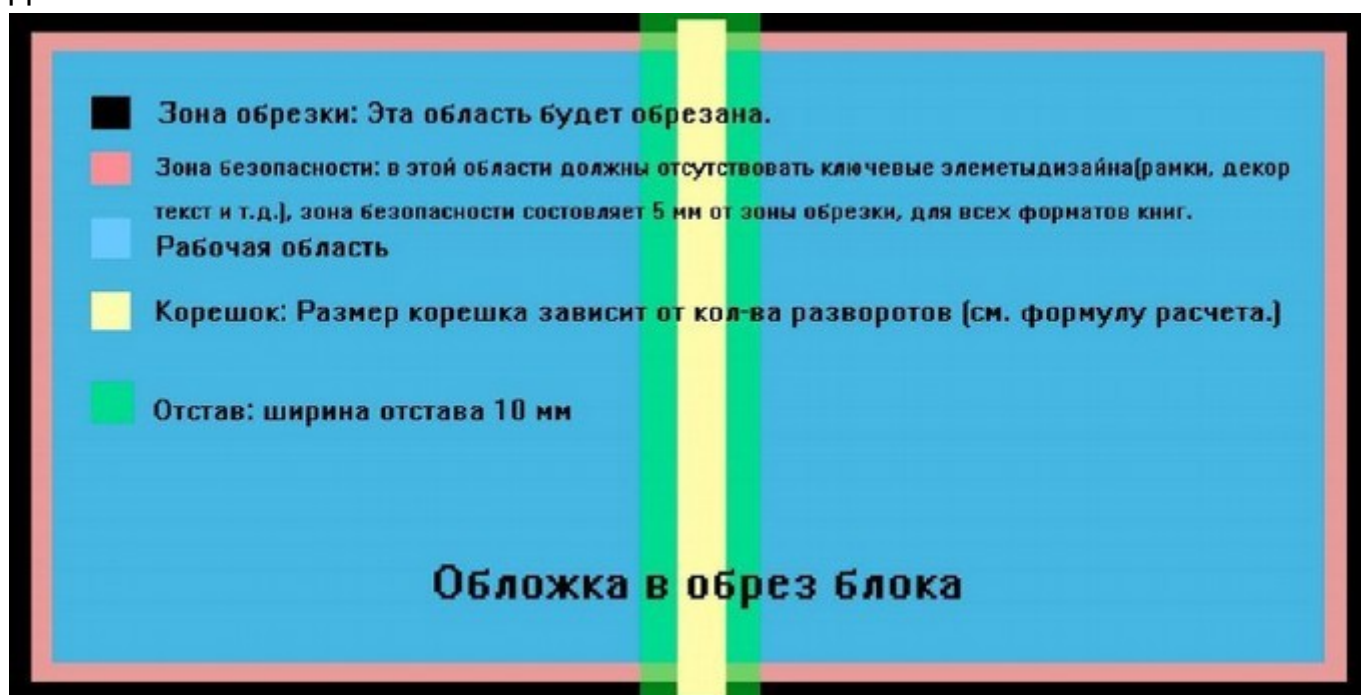 Зона обрезки: Эта область будет обрезана.
Зона безопасности: в этой области должны отсутствовать ключевые элеметыдизайна(рамки, декор
текст и т.д.), зона безопасности состовляет 5 мм от зоны обрезки, для всех форматов книг.
Рабочая область
Корешок: Размер корешка зависит от кол-ва разворотов (см. формулу расчета.)
Отстав: ширина отстава 10 мм
Обложка в обрез блока